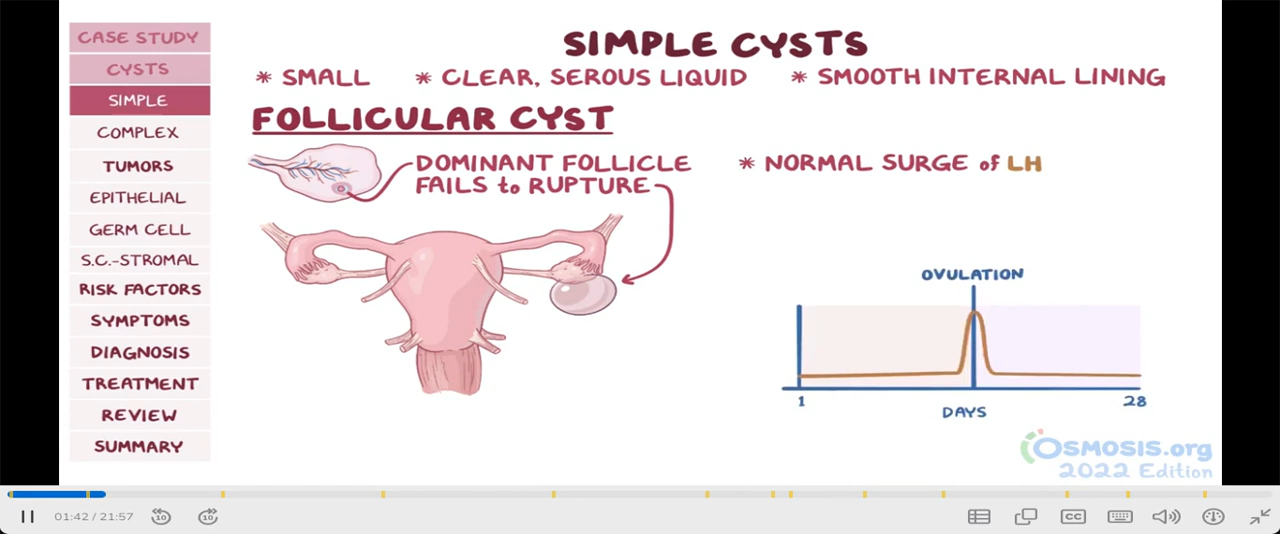 CASE STUDY
CYSTS
SIMPLE
COMPLEX
TUMORS
EPITHELIAL
GERM CELL
S.C.-STROMAL
RISK FACTORS
SYMPTOMS
DIAGNOSIS
TREATMENT
REVIEW
SUMMARY
SIMPLE CYSTS
* SMALL * CLEAR, SEROUS LIQUID * SMOOTH INTERNAL LINING
FOLLICULAR CYST
DOMINANT FOLLICLE
FAILS to RUPTURE
* NORMAL SURGE of LH
OVULATION
1 28
DAYS
OSMOSIS.org
2022 Edition
01:42 / 21:57
10 10
CC